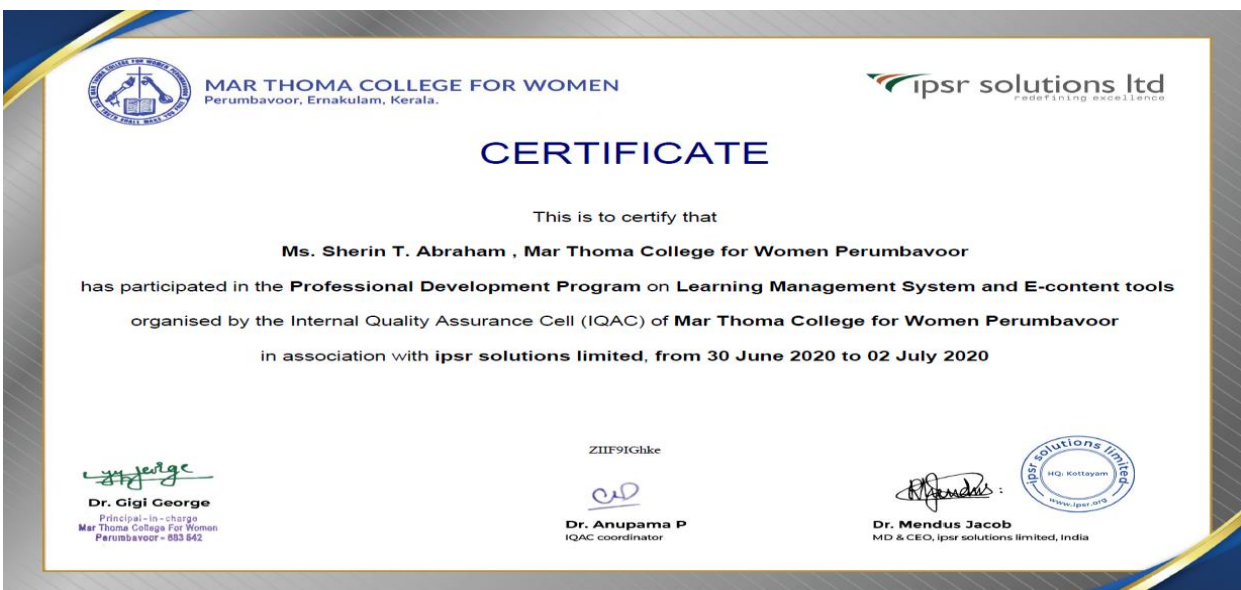 MAR THOMA COLLEGE FOR WOMEN
Perumbavoor, Ernakulam, Kerala.
ipsr solutions ltd
redefining excellence
CERTIFICATE
This is to certify that
Ms. Sherin T. Abraham , Mar Thoma College for Women Perumbavoor
has participated in the Professional Development Program on Learning Management System and E-content tools
organised by the Internal Quality Assurance Cell (IQAC) of Mar Thoma College for Women Perumbavoor
in association with ipsr solutions limited, from 30 June 2020 to 02 July 2020
Dr. Gigi George
Principal-in-charge
Mar Thoma College For Women
Perumbavoor - 683 542
ZIIF9IGhke
Dr. Anupama P
IQAC coordinator
ipsr solutions limited
HQ: Kottayam
www.ipsr.org
Dr. Mendus Jacob
MD & CEO, ipsr solutions limited, India